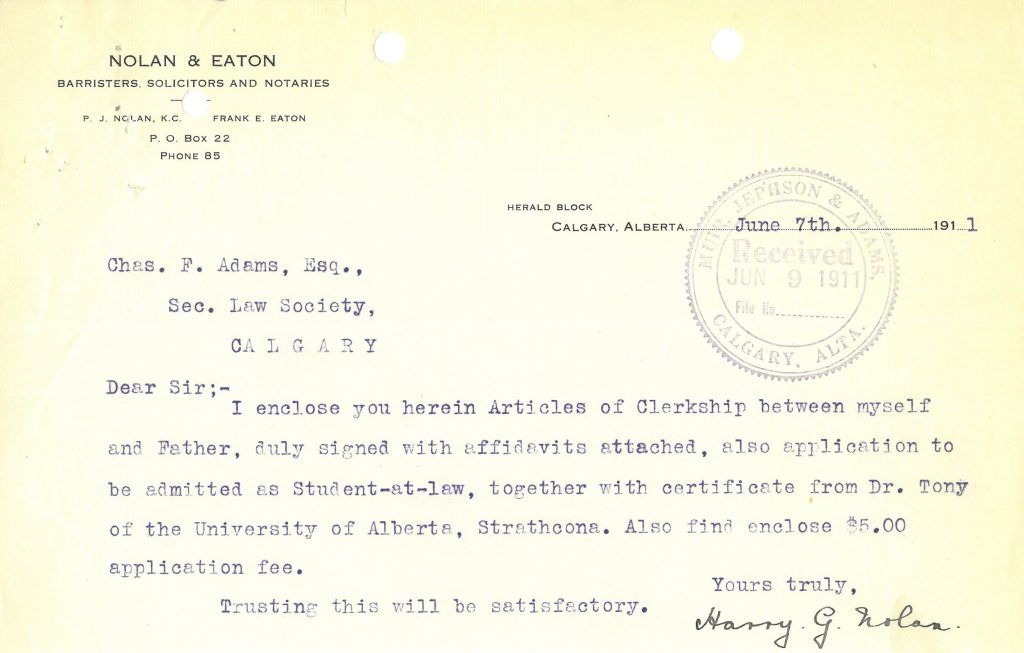 NOLAN & EATON
BARRISTERS, SOLICITORS AND NOTARIES
P. J. NOLAN, K.C. FRANK E. EATON
P. O. BOX 22
PHONE 85
HERALD BLOCK
CALGARY, ALBERTA. June 7th. 191 1
MUIR, JEPHSON & ADAMS,
Received
JUN 9 1911
File No.
CALGARY, ALTA.
Chas. F. Adams, Esq.,
Sec. Law Society,
C A L G A R Y
Dear Sir;-
I enclose you herein Articles of Clerkship between myself
and Father, duly signed with affidavits attached, also application to
be admitted as Student-at-law, together with certificate from Dr. Tony
of the University of Alberta, Strathcona. Also find enclose $5.00
application fee.
Trusting this will be satisfactory.
Yours truly,
Harry. G. Nolan.